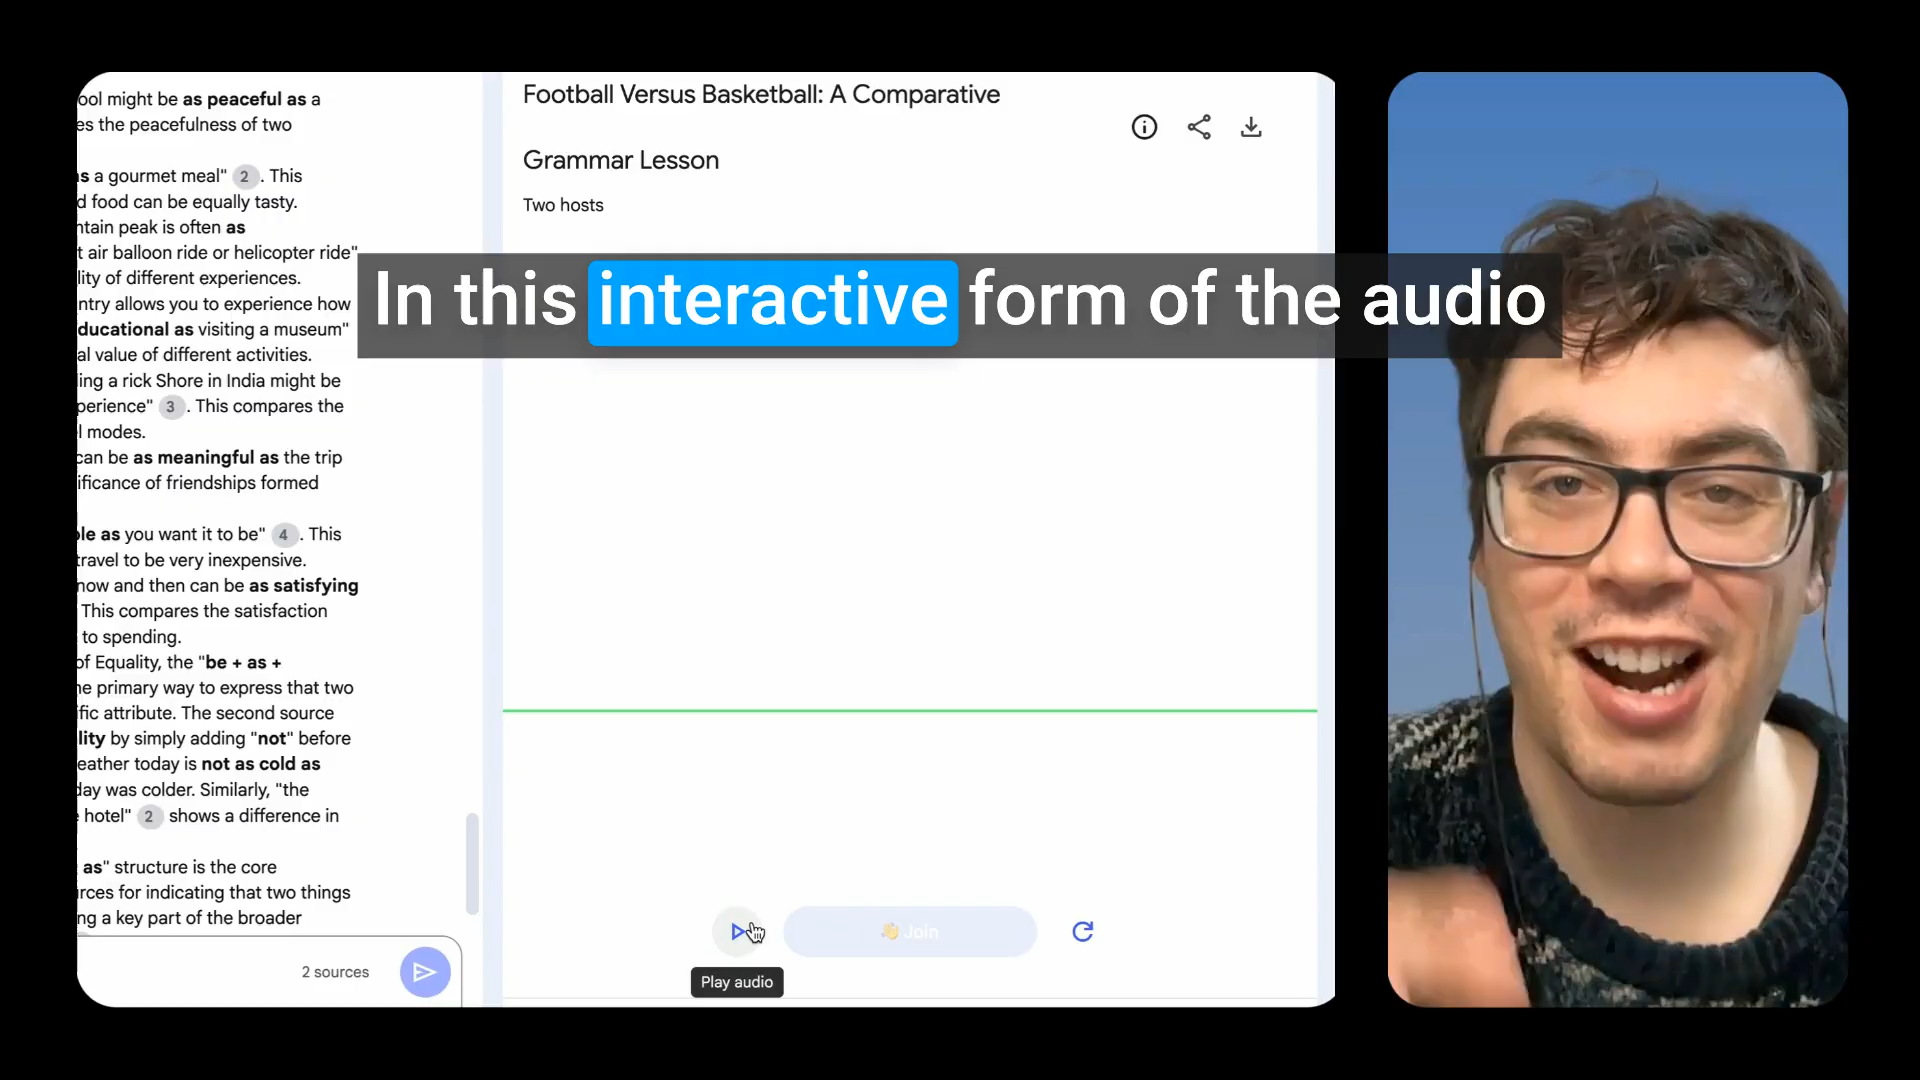 ool might be as peaceful as a
es the peacefulness of two
s a gourmet meal" 2 . This
d food can be equally tasty.
ntain peak is often as
t air balloon ride or helicopter ride"
lity of different experiences.
ntry allows you to experience how
ducational as visiting a museum"
al value of different activities.
ling a rick Shore in India might be
perience" 3 . This compares the
l modes.
can be as meaningful as the trip
ificance of friendships formed
le as you want it to be" 4 . This
travel to be very inexpensive.
now and then can be as satisfying
This compares the satisfaction
to spending.
of Equality, the "be + as +
he primary way to express that two
ific attribute. The second source
lity by simply adding "not" before
eather today is not as cold as
day was colder. Similarly, "the
hotel" 2 shows a difference in
as" structure is the core
urces for indicating that two things
ng a key part of the broader
2 sources
Football Versus Basketball: A Comparative
Grammar Lesson
Two hosts
In this interactive form of the audio
Join
Play audio